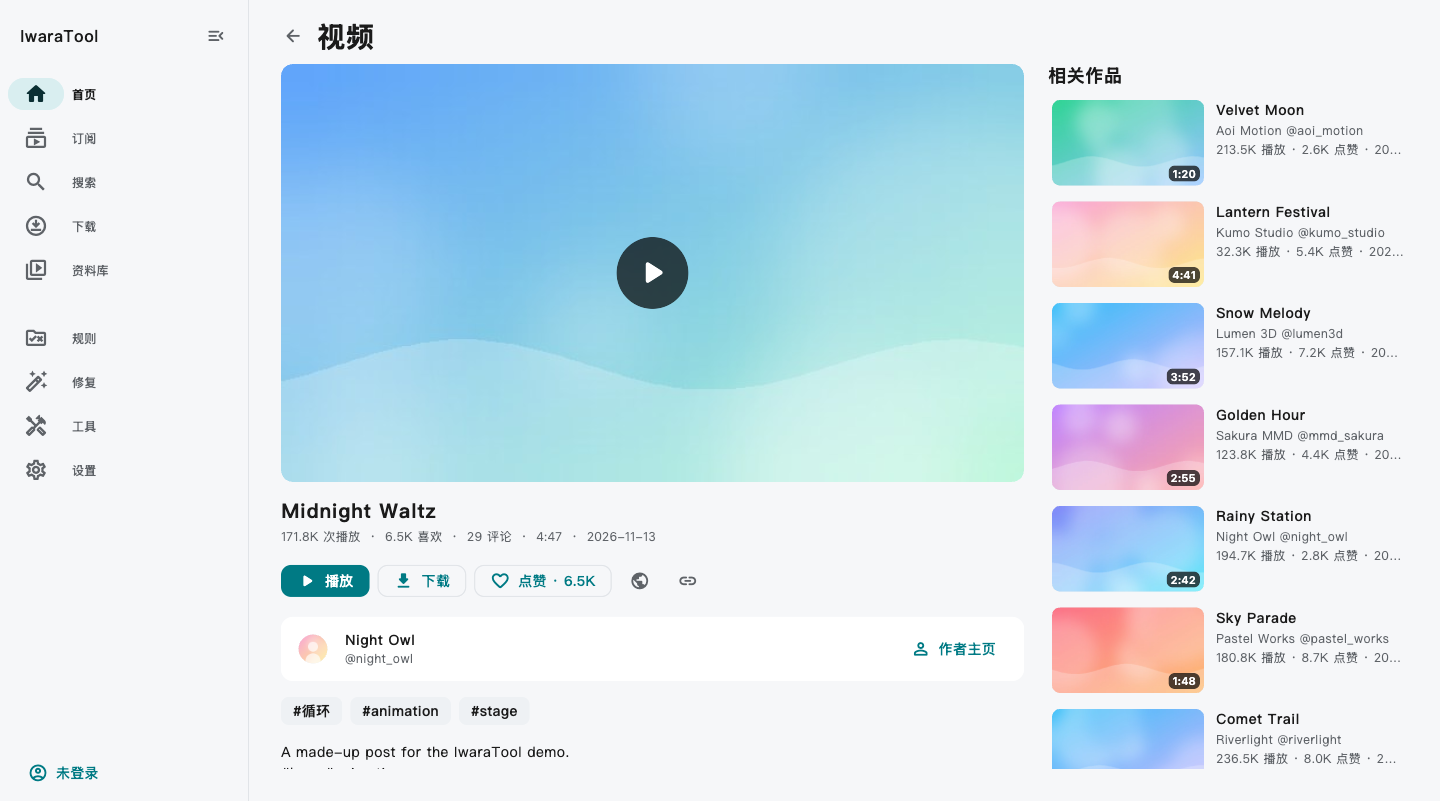 IwaraTool
首页
订阅
搜索
下载
资料库
规则
修复
工具
设置
未登录
视频
Midnight Waltz
171.8K 次播放 · 6.5K 喜欢 · 29 评论 · 4:47 · 2026-11-13
播放
下载
点赞 · 6.5K
Night Owl
@night_owl
作者主页
#循环
#animation
#stage
A made-up post for the IwaraTool demo.
相关作品
1:20
Velvet Moon
Aoi Motion @aoi_motion
213.5K 播放 · 2.6K 点赞 · 20...
4:41
Lantern Festival
Kumo Studio @kumo_studio
32.3K 播放 · 5.4K 点赞 · 202...
3:52
Snow Melody
Lumen 3D @lumen3d
157.1K 播放 · 7.2K 点赞 · 20...
2:55
Golden Hour
Sakura MMD @mmd_sakura
123.8K 播放 · 4.4K 点赞 · 20...
2:42
Rainy Station
Night Owl @night_owl
194.7K 播放 · 2.8K 点赞 · 20...
1:48
Sky Parade
Pastel Works @pastel_works
180.8K 播放 · 8.7K 点赞 · 20...
Comet Trail
Riverlight @riverlight
236.5K 播放 · 8.0K 点赞 · 2...